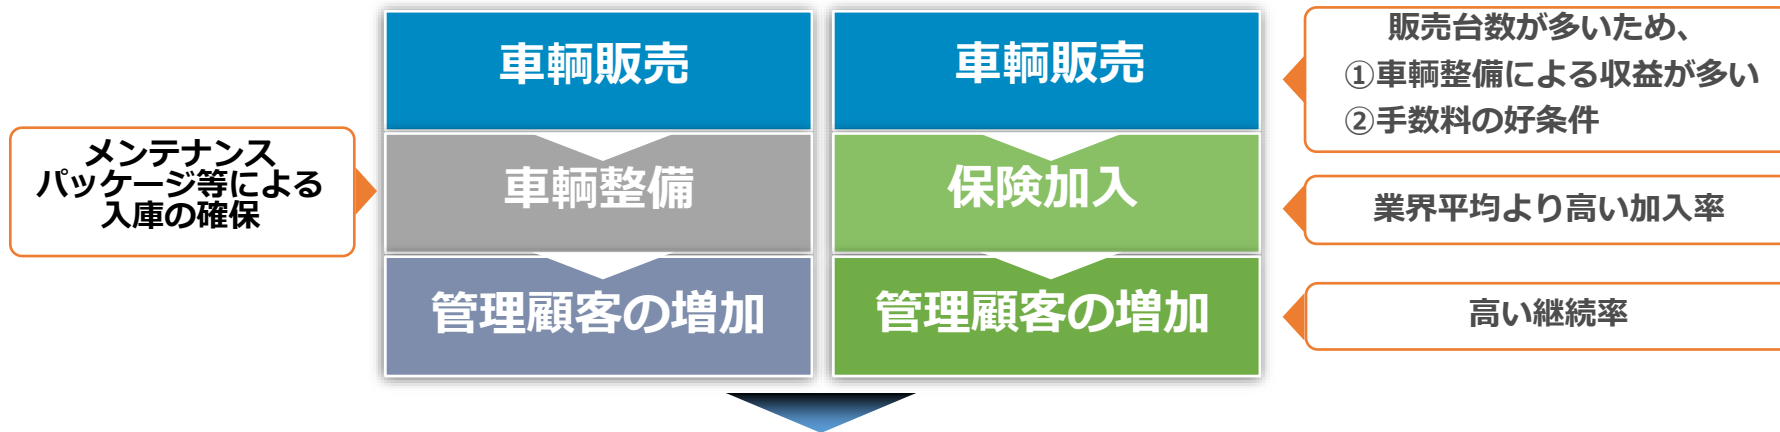 車輌販売
車輌整備
管理顧客の増加
車輌販売
保険加入
管理顧客の増加
メンテナンス
パッケージ等による
入庫の確保
販売台数が多いため、
①車輌整備による収益が多い
②手数料の好条件
業界平均より高い加入率
高い継続率